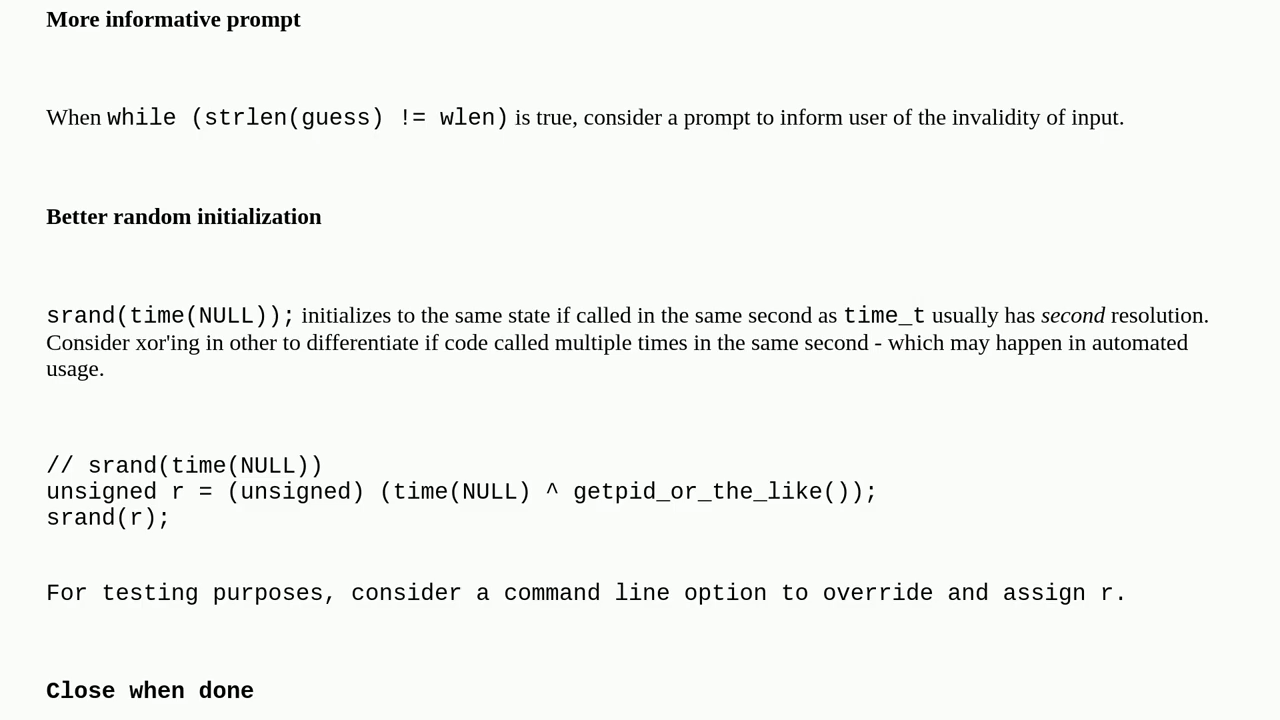 More informative prompt
When while (strlen(guess) != wlen) is true, consider a prompt to inform user of the invalidity of input.
Better random initialization
srand(time(NULL)); initializes to the same state if called in the same second as time_t usually has second resolution.
Consider xor'ing in other to differentiate if code called multiple times in the same second - which may happen in automated
usage.
// srand(time(NULL))
unsigned r = (unsigned) (time(NULL) ^ getpid_or_the_like());
srand(r);
For testing purposes, consider a command line option to override and assign r.
Close when done